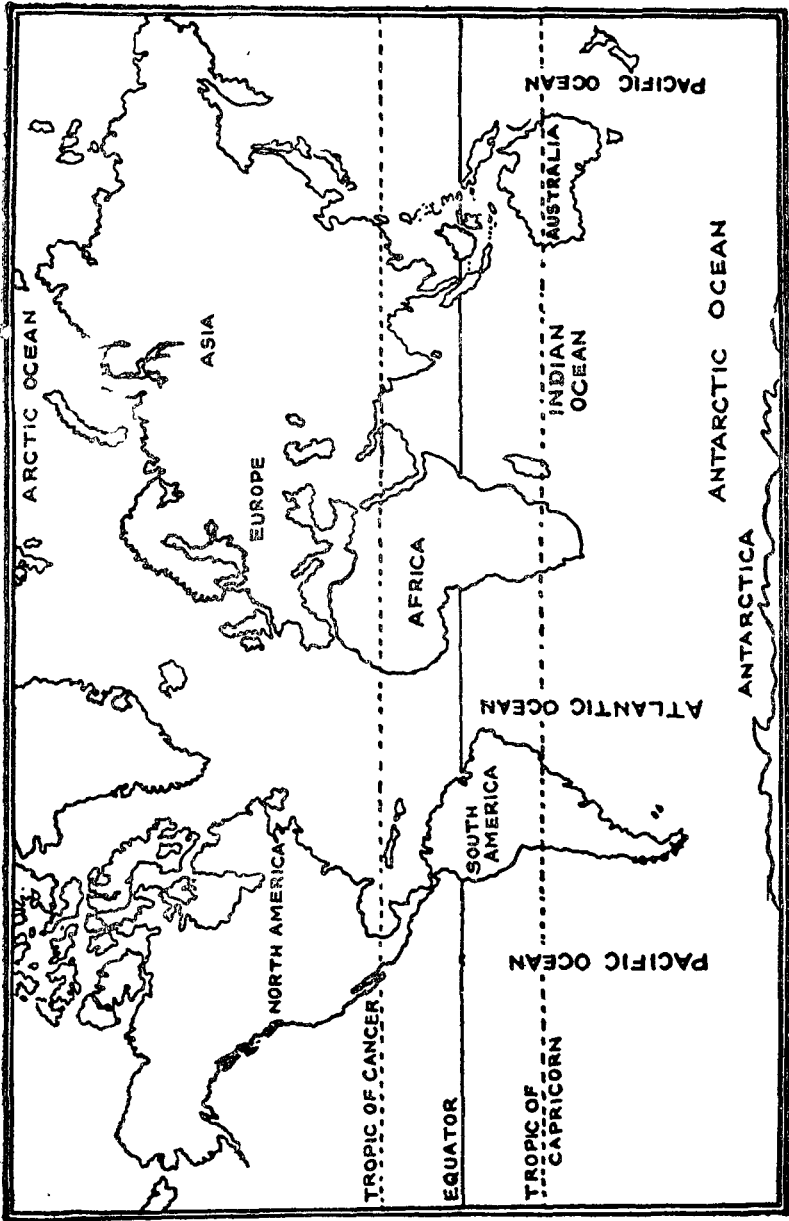 ARCTIC OCEAN
ASIA
EUROPE
NORTH AMERICA
TROPIC OF CANCER
AFRICA
EQUATOR
SOUTH
AMERICA
TROPIC OF
CAPRICORN
AUSTRALIA
INDIAN
OCEAN
PACIFIC OCEAN
ATLANTIC OCEAN
PACIFIC OCEAN
ANTARCTIC OCEAN
ANTARCTICA